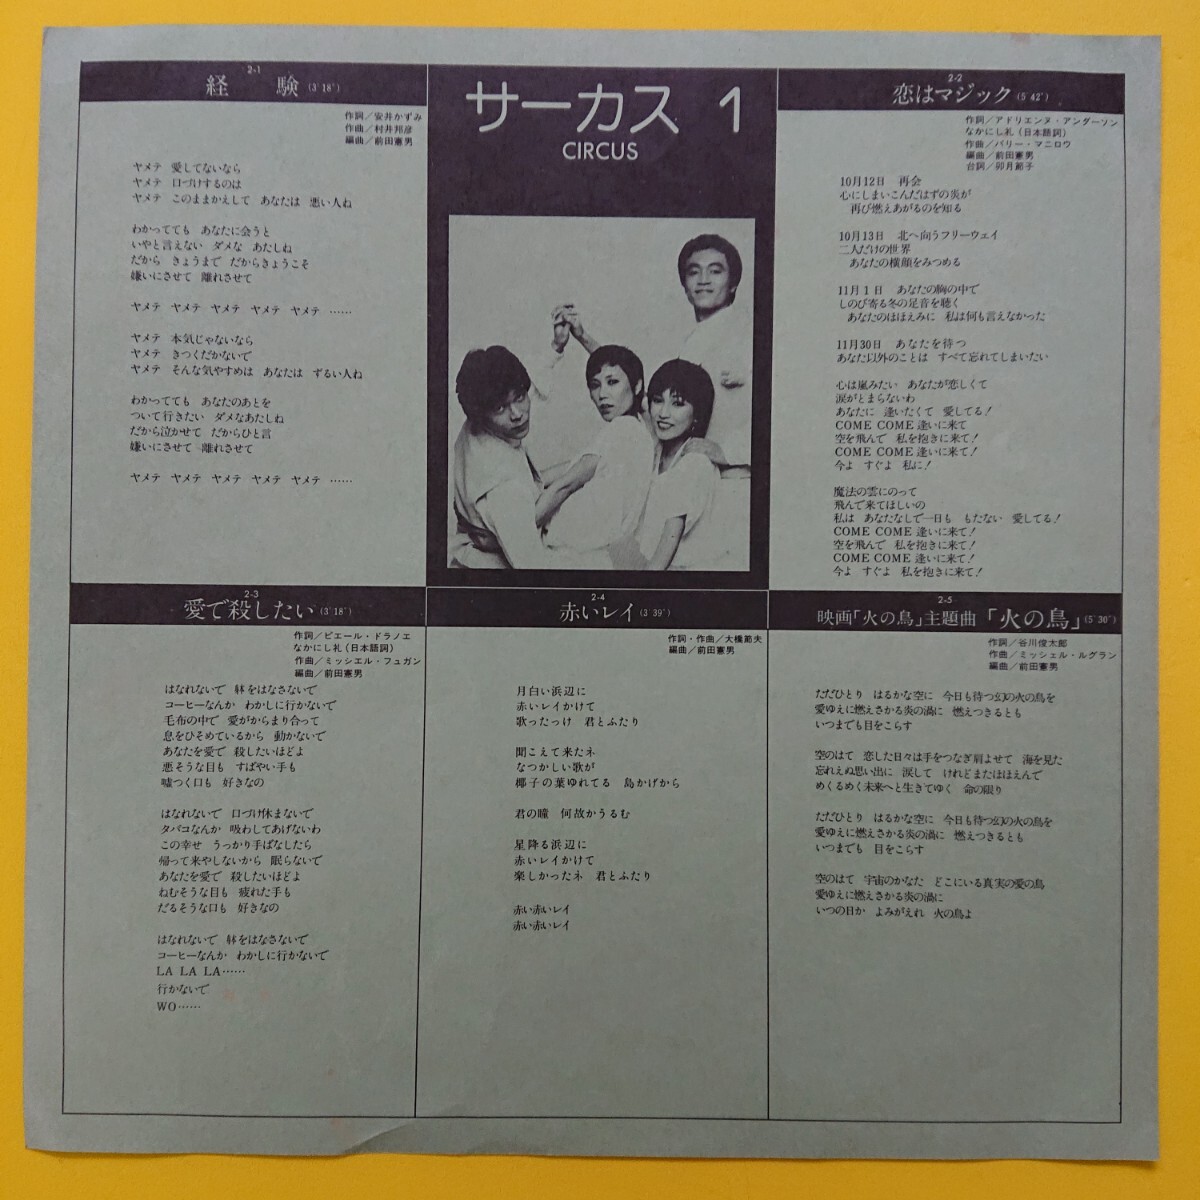 2-1
経験 (3'18")
作詞／安井かずみ
作曲／村井邦彦
編曲／前田憲男
ヤメテ 愛してないなら
ヤメテ 口づけするのは
ヤメテ このままかえして あなたは 悪い人ね
わかってても あなたに会うと
いやと言えない ダメな あたしね
だから きょうまで だからきょうこそ
嫌いにさせて 離れさせて
ヤメテ ヤメテ ヤメテ ヤメテ ヤメテ ……
ヤメテ 本気じゃないなら
ヤメテ きつくだかないで
ヤメテ そんな気やすめは あなたは ずるい人ね
わかってても あなたのあとを
ついて行きたい ダメなあたしね
だから泣かせて だからひと言
嫌いにさせて 離れさせて
ヤメテ ヤメテ ヤメテ ヤメテ ヤメテ ……
サーカス 1
CIRCUS
2-2
恋はマジック (5'42")
作詞／アドリエンヌ・アンダーソン
なかにし礼（日本語詞）
作曲／バリー・マニロウ
編曲／前田憲男
台詞／卯月節子
10月12日 再会
心にしまいこんだはずの炎が
再び燃えあがるのを知る
10月13日 北へ向うフリーウェイ
二人だけの世界
あなたの横顔をみつめる
11月1日 あなたの胸の中で
しのび寄る冬の足音を聴く
あなたのほほえみに 私は何も言えなかった
11月30日 あなたを待つ
あなた以外のことは すべて忘れてしまいたい
心は嵐みたい あなたが恋しくて
涙がとまらないわ
あなたに 逢いたくて 愛してる！
COME COME 逢いに来て
空を飛んで 私を抱きに来て！
COME COME 逢いに来て！
今よ すぐよ 私に！
魔法の雲にのって
飛んで来てほしいの
私は あなたなしで一日も もたない 愛してる！
COME COME 逢いに来て！
空を飛んで 私を抱きに来て！
COME COME 逢いに来て！
今よ すぐよ 私を抱きに来て！
2-3
愛で殺したい (3'18")
作詞／ピエール・ドラノエ
なかにし礼（日本語詞）
作曲／ミッシェル・フュガン
編曲／前田憲男
はなれないで 躰をはなさないで
コーヒーなんか わかしに行かないで
毛布の中で 愛がからまり合って
息をひそめているから 動かないで
あなたを愛で 殺したいほどよ
悪そうな目も すばやい手も
嘘つく口も 好きなの
はなれないで 口づけ休まないで
タバコなんか 吸わしてあげないわ
この幸せ うっかり手ばなしたら
帰って来やしないから 眠らないで
あなたを愛で 殺したいほどよ
ねむそうな目も 疲れた手も
だるそうな口も 好きなの
はなれないで 躰をはなさないで
コーヒーなんか わかしに行かないで
LA LA LA……
行かないで
WO……
2-4
赤いレイ (3'39")
作詞・作曲／大橋節夫
編曲／前田憲男
月白い浜辺に
赤いレイかけて
歌ったっけ 君とふたり
聞こえて来たネ
なつかしい歌が
椰子の葉ゆれてる 島かげから
君の瞳 何故かうるむ
星降る浜辺に
赤いレイかけて
楽しかったネ 君とふたり
赤い赤いレイ
赤い赤いレイ
2-5
映画「火の鳥」主題曲「火の鳥」(5'30")
作詞／谷川俊太郎
作曲／ミッシェル・ルグラン
編曲／前田憲男
ただひとり はるかな空に 今日も待つ幻の火の鳥を
愛ゆえに燃えさかる炎の渦に 燃えつきるとも
いつまでも目をこらす
空のはて 恋した日々は手をつなぎ肩よせて 海を見た
忘れえぬ思い出に 涙して けれどまたほほえんで
めくるめく未来へと生きてゆく 命の限り
ただひとり はるかな空に 今日も待つ幻の火の鳥を
愛ゆえに燃えさかる炎の渦に 燃えつきるとも
いつまでも 目をこらす
空のはて 宇宙のかなた どこにいる真実の愛の鳥
愛ゆえに燃えさかる炎の渦に
いつの日か よみがえれ 火の鳥よ